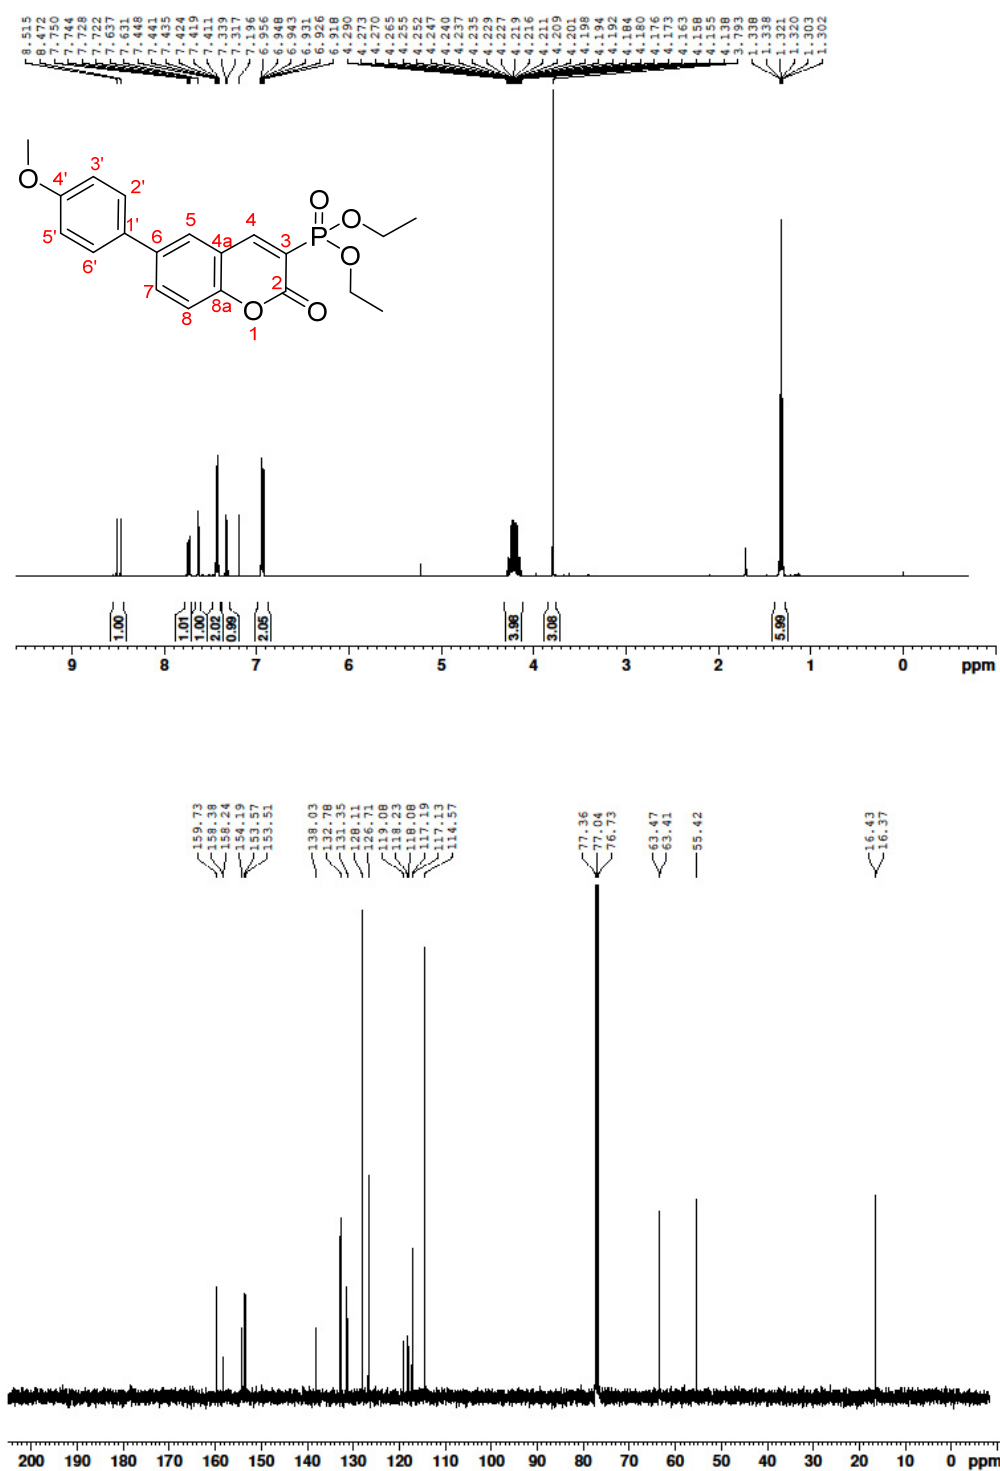 8.515 8.472 7.750 7.744 7.728 7.722 7.637 7.631 7.448 7.441 7.435 7.424 7.419 7.411 7.339 7.317 7.196 6.956 6.948 6.943 6.931 6.926 6.918 4.290 4.273 4.270 4.265 4.255 4.252 4.247 4.240 4.237 4.235 4.229 4.227 4.219 4.216 4.211 4.209 4.201 4.198 4.194 4.192 4.184 4.180 4.176 4.173 4.163 4.158 4.155 4.138 3.793 1.338 1.338 1.321 1.320 1.303 1.302
3'
O 4' 2'
O
5' 1' 5 4 O
6 4a 3 P
6' O
7 2
8 8a O O
1
1.00 1.01 1.00 2.02 0.99 2.05 3.98 3.08 5.99
9 8 7 6 5 4 3 2 1 0 ppm
159.73 158.38 158.24 154.19 153.57 153.51 138.03 132.78 131.35 128.11 126.71 119.08 118.23 118.08 117.19 117.13 114.57 77.36 77.04 76.73 63.47 63.41 55.42 16.43 16.37
200 190 180 170 160 150 140 130 120 110 100 90 80 70 60 50 40 30 20 10 0 ppm